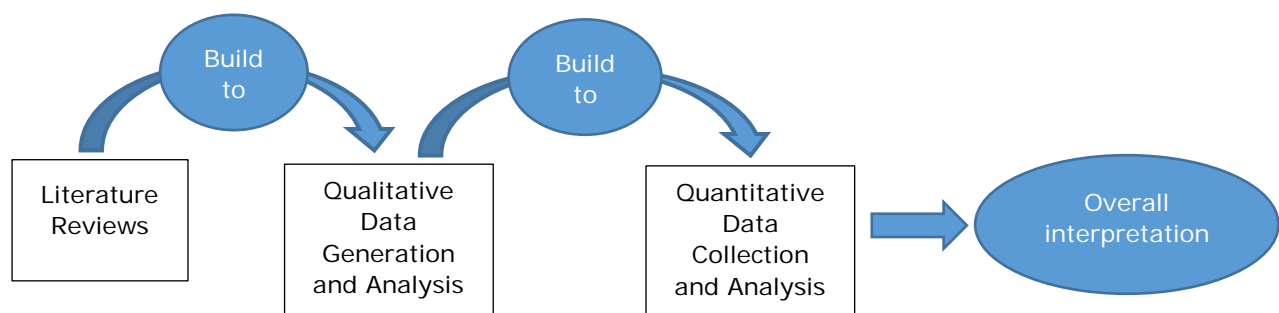 Build
to
Build
to
Literature
Reviews
Qualitative
Data
Generation
and Analysis
Quantitative
Data
Collection
and Analysis
Overall
interpretation